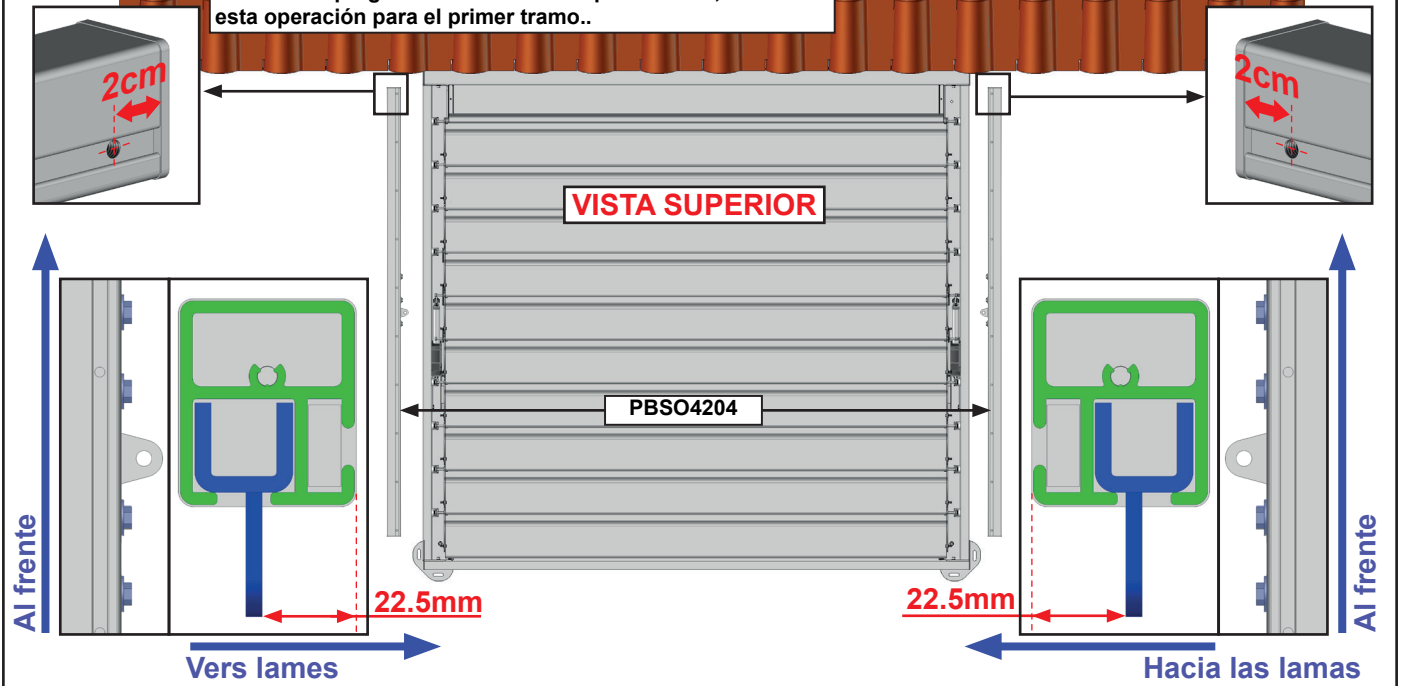 esta operación para el primer tramo..
2cm
2cm
VISTA SUPERIOR
PBSO4204
Al frente
22.5mm
Vers lames
22.5mm
Hacia las lamas
Al frente